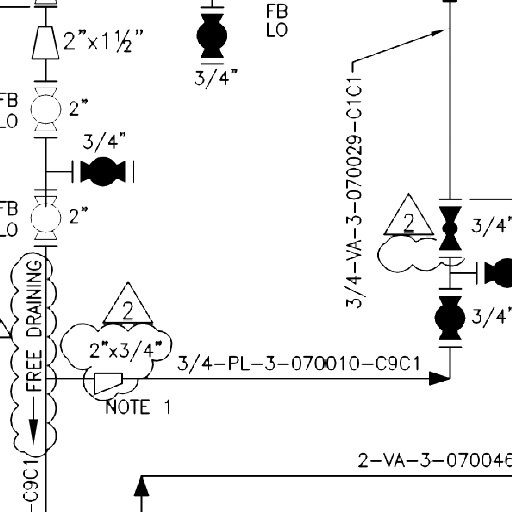 FB
LO
2"x1½"
3/4"
FB
LO
2"
3/4"
3/4-VA-3-070029-C1C1
FB
LO
2"
2
3/4"
FREE DRAINING
2
2"x3/4"
3/4"
3/4-PL-3-070010-C9C1
NOTE 1
2-VA-3-070046
-C9C1